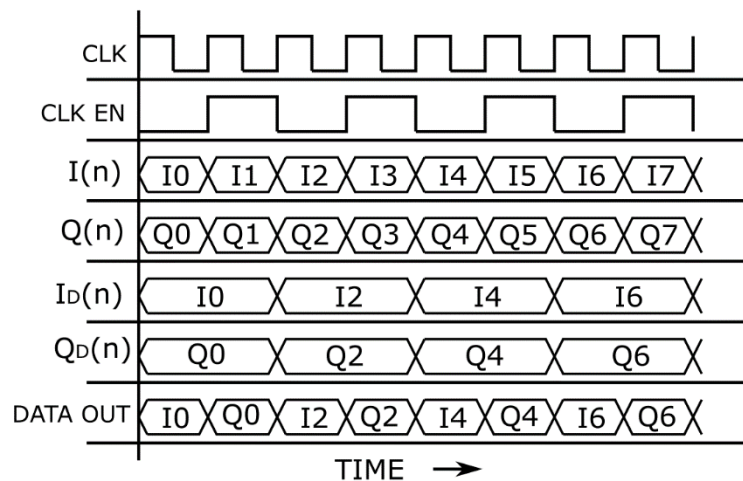 CLK
CLK EN
I(n) I0 I1 I2 I3 I4 I5 I6 I7
Q(n) Q0 Q1 Q2 Q3 Q4 Q5 Q6 Q7
ID(n) I0 I2 I4 I6
QD(n) Q0 Q2 Q4 Q6
DATA OUT I0 Q0 I2 Q2 I4 Q4 I6 Q6
TIME →